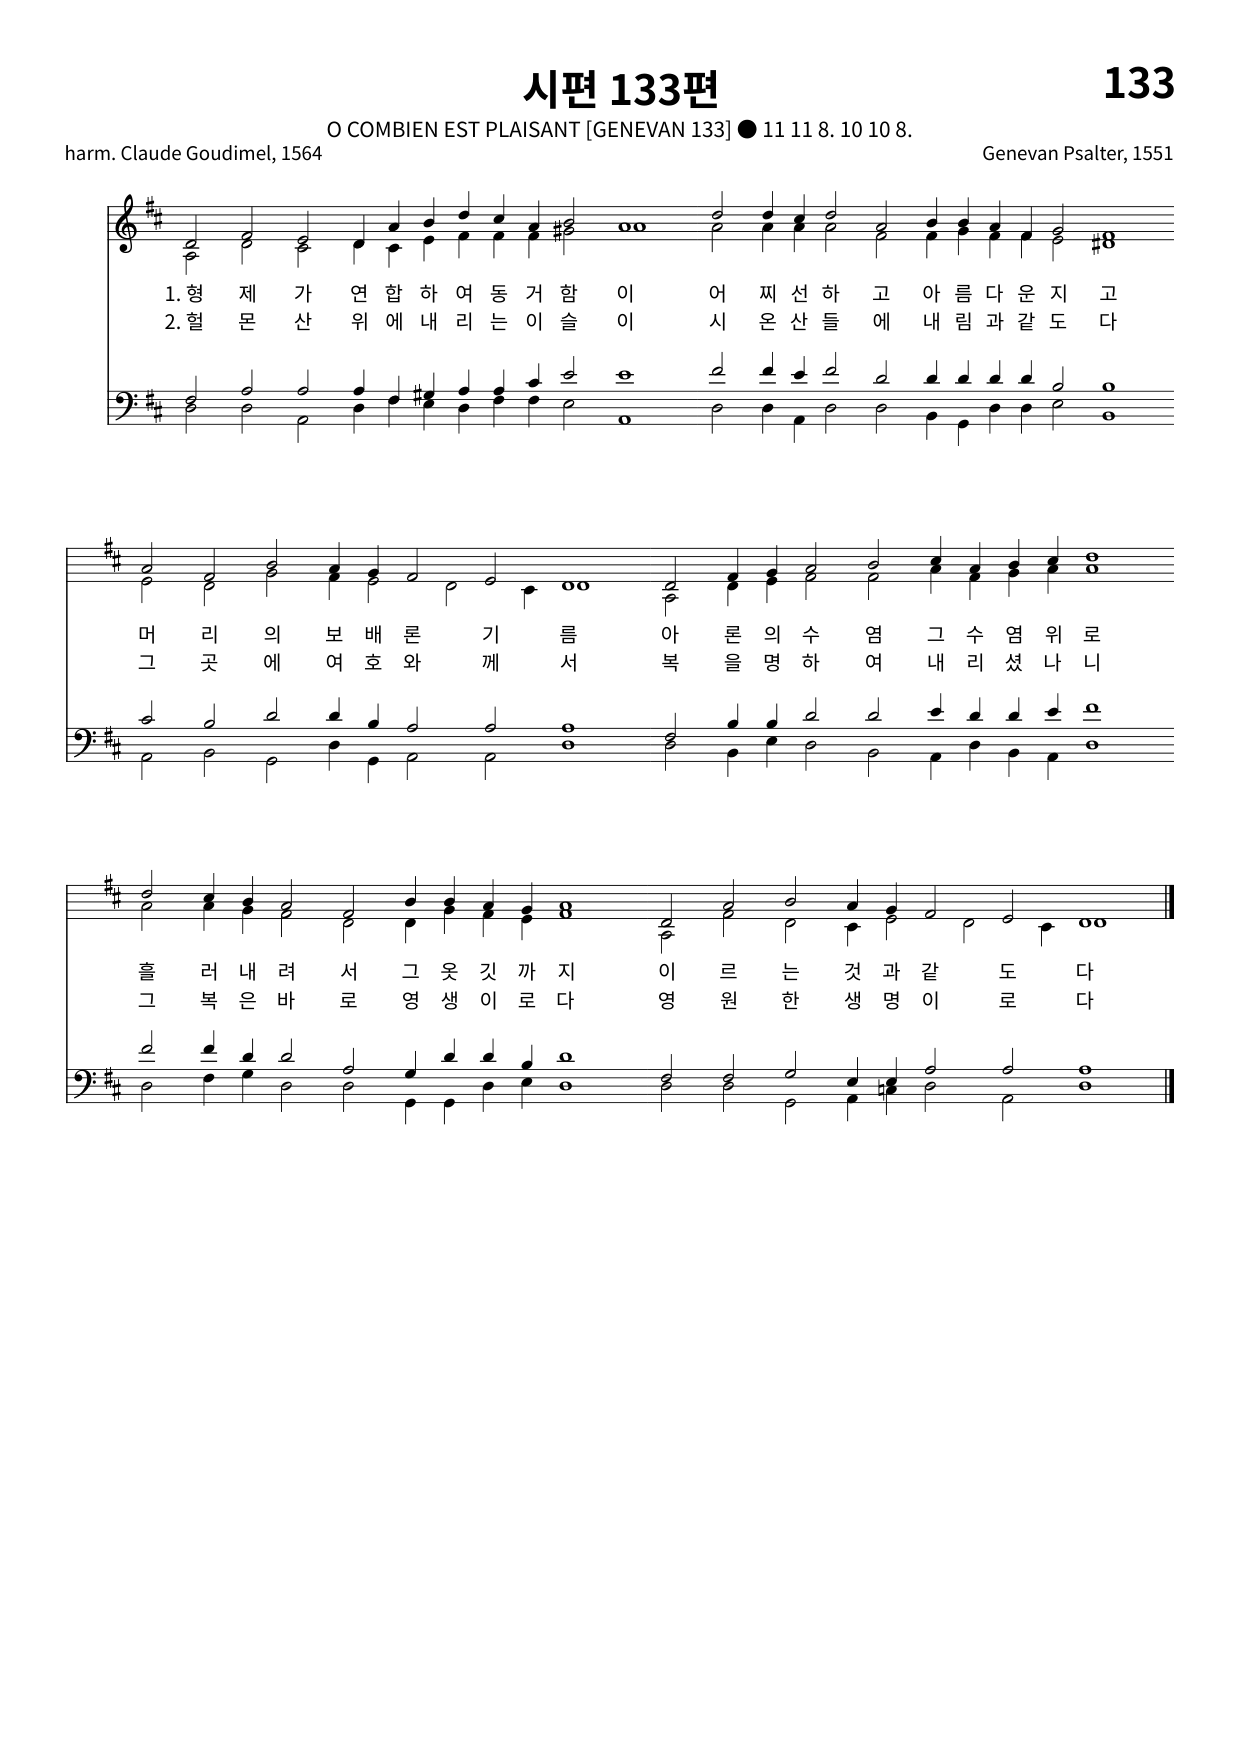 시편 133편
133
O COMBIEN EST PLAISANT [GENEVAN 133] ● 11 11 8. 10 10 8.
harm. Claude Goudimel, 1564
Genevan Psalter, 1551
1. 형 제 가 연 합 하 여 동 거 함 이 어 찌 선 하 고 아 름 다 운 지 고
2. 헐 몬 산 위 에 내 리 는 이 슬 이 시 온 산 들 에 내 림 과 같 도 다
머 리 의 보 배 론 기 름 아 론 의 수 염 그 수 염 위 로
그 곳 에 여 호 와 께 서 복 을 명 하 여 내 리 셨 나 니
흘 러 내 려 서 그 옷 깃 까 지 이 르 는 것 과 같 도 다
그 복 은 바 로 영 생 이 로 다 영 원 한 생 명 이 로 다